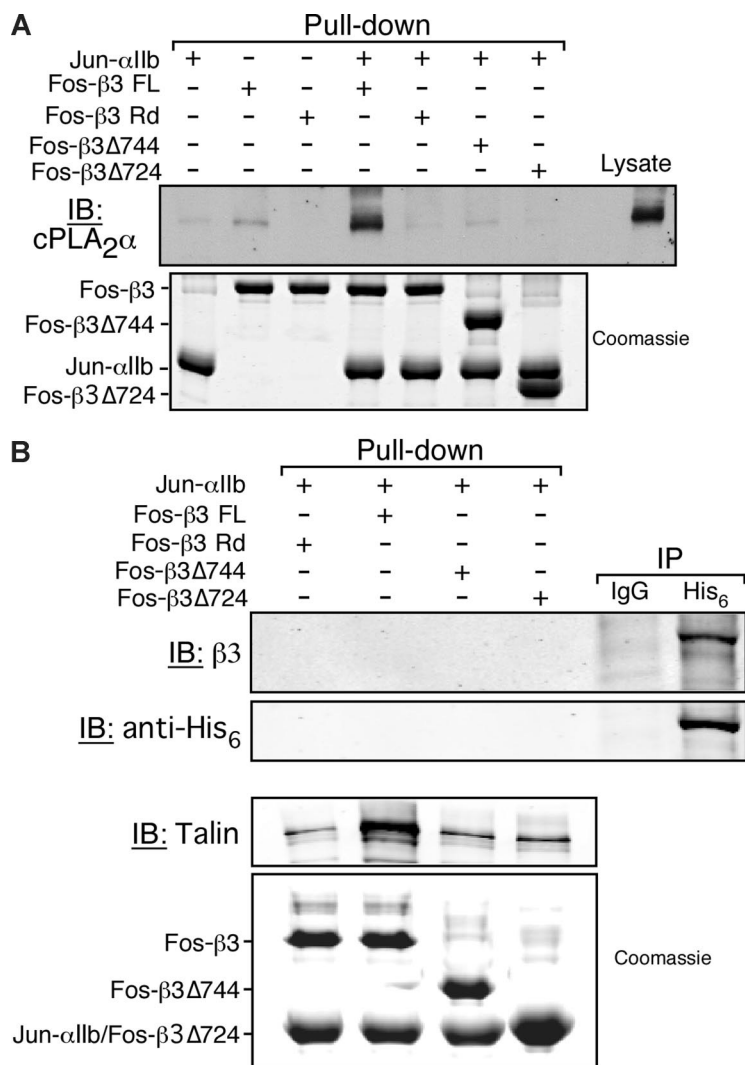 A
Pull-down
Jun-αIIb + – – + + + +
Fos-β3 FL – + – + – – –
Fos-β3 Rd – – + – + – –
Fos-β3Δ744 – – – – – + –
Fos-β3Δ724 – – – – – – +
Lysate
IB:
cPLA2α
Fos-β3
Fos-β3Δ744
Jun-αIIb
Fos-β3Δ724
Coomassie
B
Pull-down
Jun-αIIb + + + +
Fos-β3 FL – + – –
Fos-β3 Rd + – – –
Fos-β3Δ744 – – + –
Fos-β3Δ724 – – – +
IP
IgG His6
IB: β3
IB: anti-His6
IB: Talin
Fos-β3
Fos-β3Δ744
Jun-αIIb/Fos-β3Δ724
Coomassie